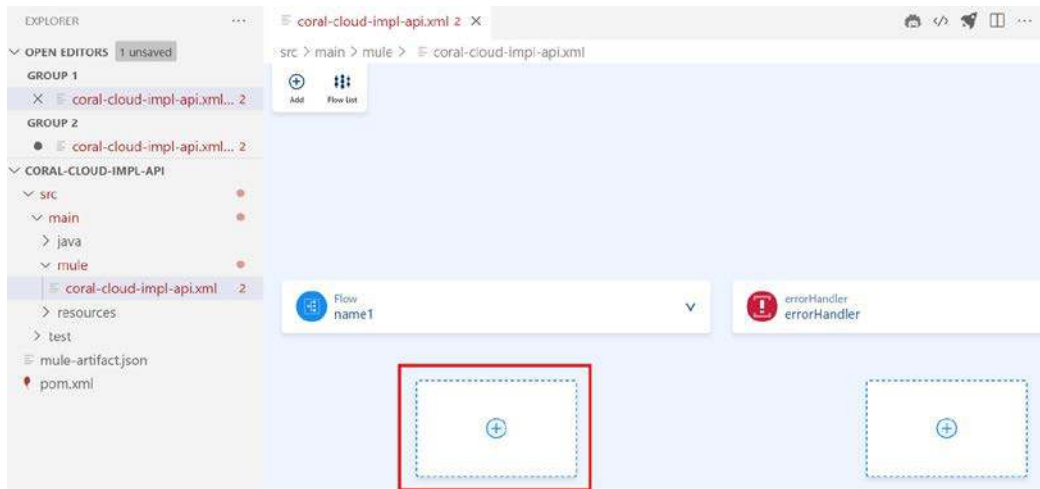 EXPLORER ...
OPEN EDITORS 1 unsaved
GROUP 1
coral-cloud-impl-api.xml... 2
GROUP 2
coral-cloud-impl-api.xml... 2
CORAL-CLOUD-IMPL-API
src
main
java
mule
coral-cloud-impl-api.xml 2
resources
test
mule-artifact.json
pom.xml
coral-cloud-impl-api.xml 2
src > main > mule > coral-cloud-impl-api.xml
Add Flow List
Flow
name1
errorHandler
errorHandler